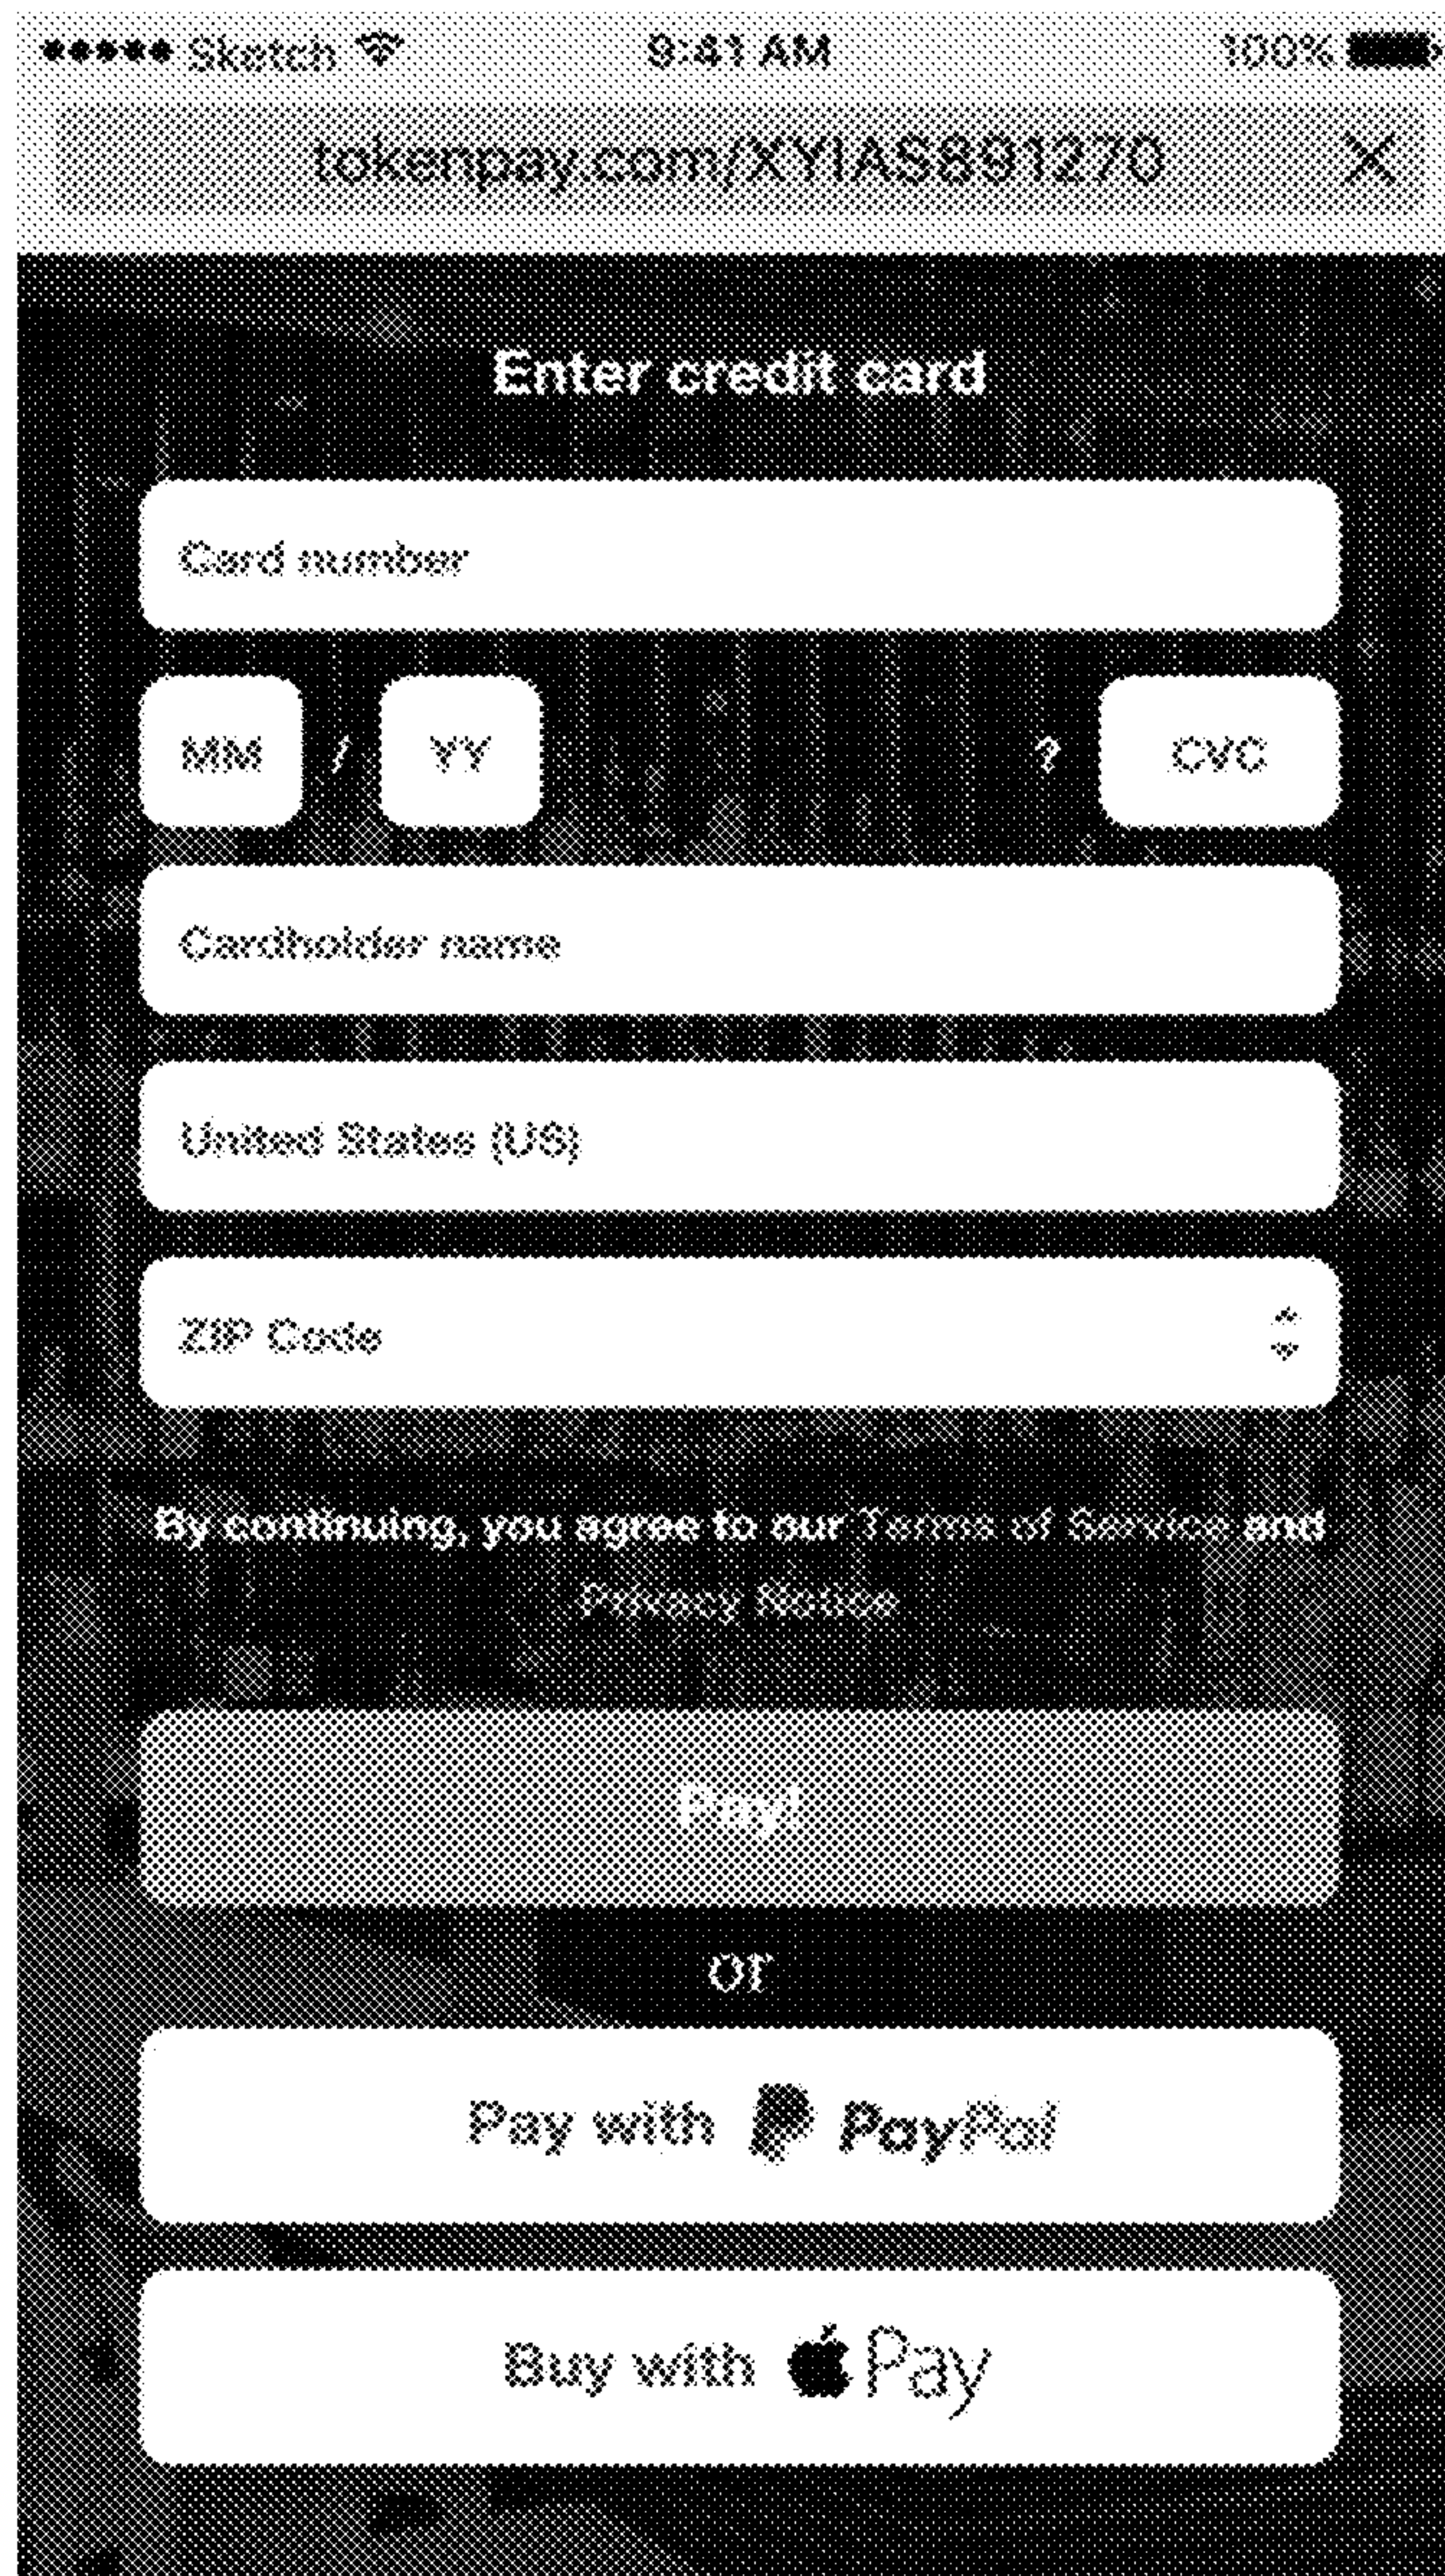 Sketch 9:41 AM 100%
tokenpay.com/XYIAS891270
Enter credit card
Card number
MM / YY ? CVC
Cardholder name
United States (US)
ZIP Code
By continuing, you agree to our Terms of Service and
Privacy Notice
Pay!
or
Pay with PayPal
Buy with Pay